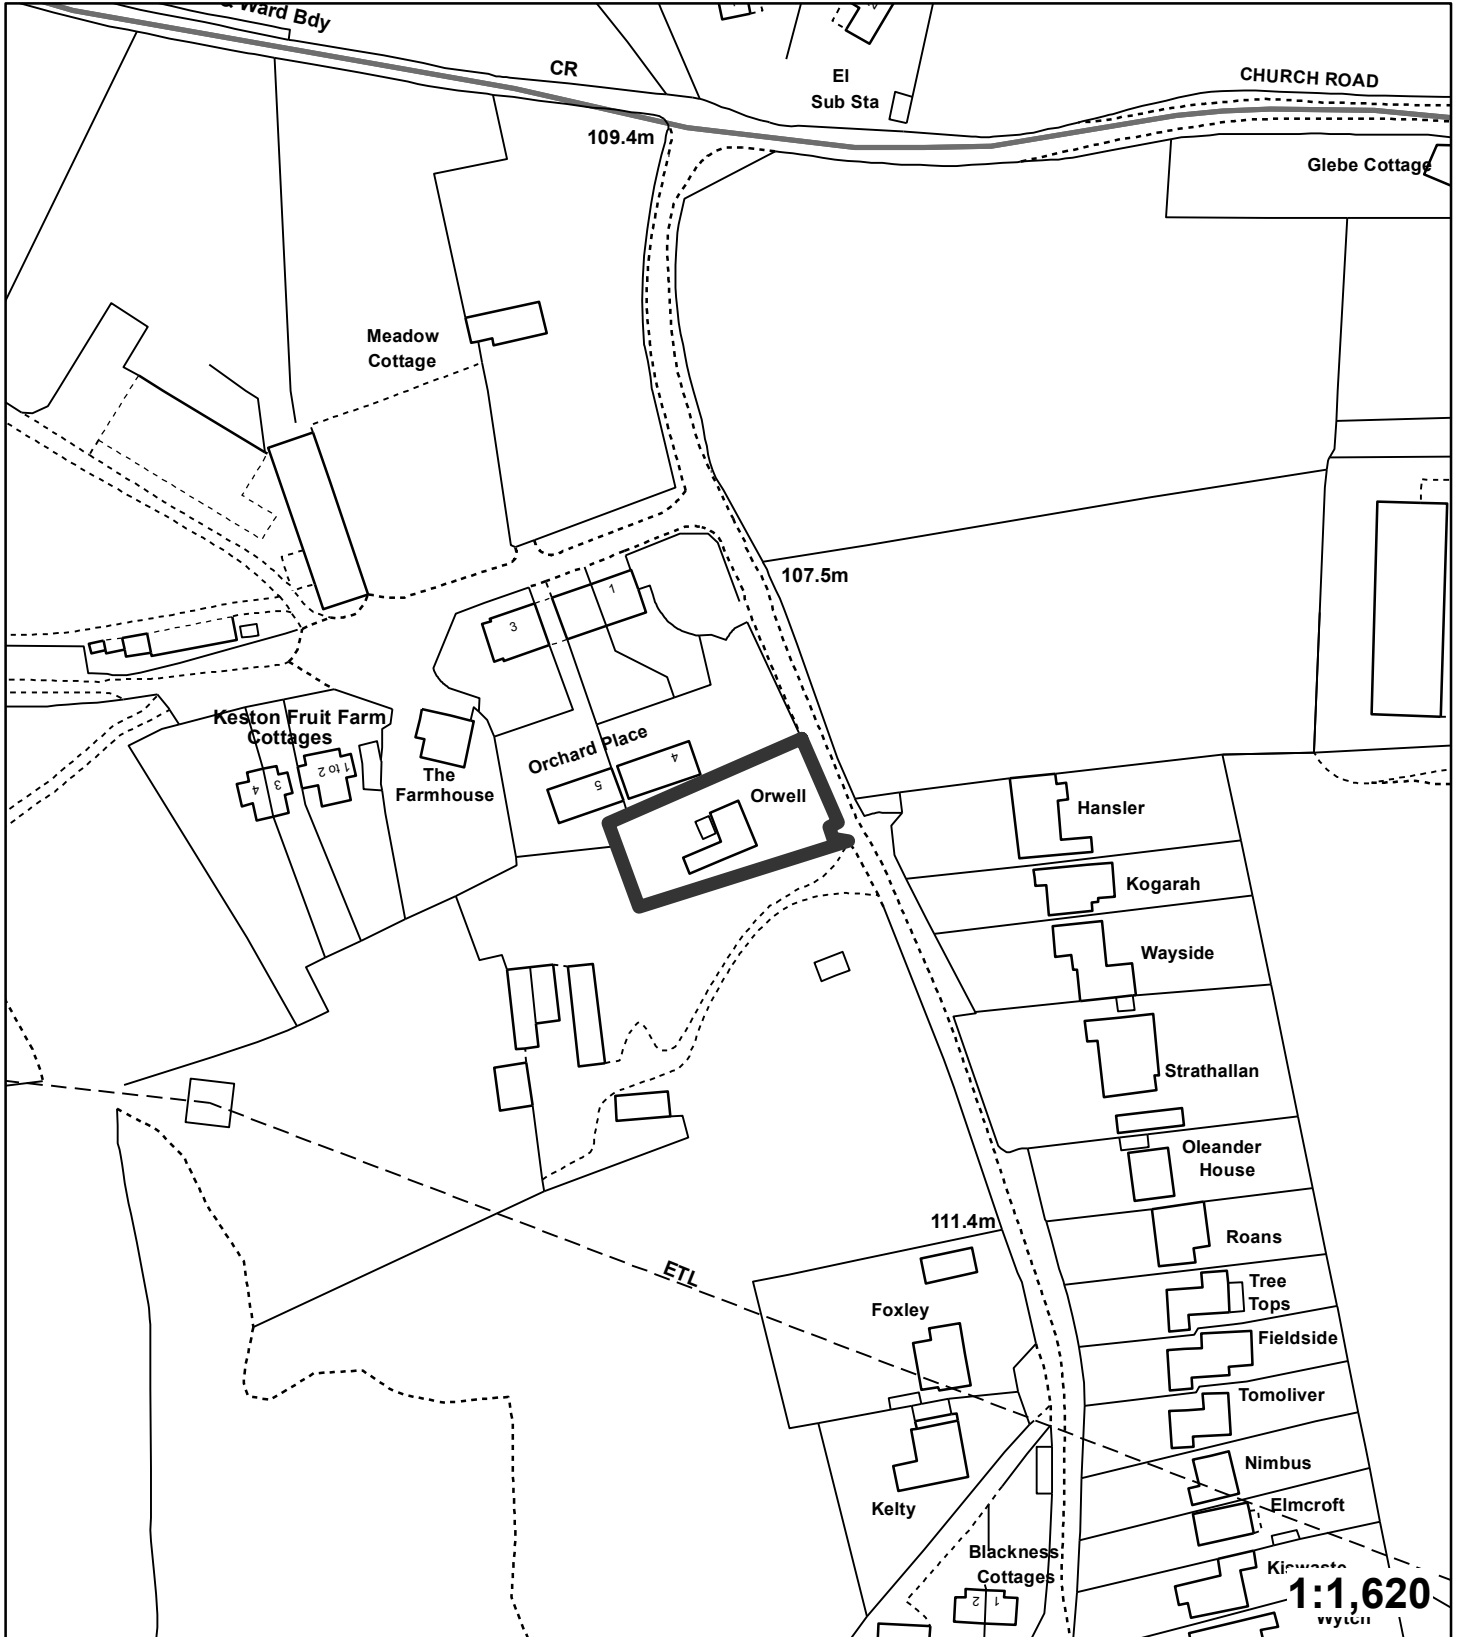 Ward Bdy
CR
El
Sub Sta
CHURCH ROAD
109.4m
Glebe Cottage
Meadow
Cottage
107.5m
1
3
Keston Fruit Farm
Cottages
Orchard Place
4
5
1 to 2
3
4
The
Farmhouse
Orwell
Hansler
Kogarah
Wayside
Strathallan
Oleander
House
111.4m
Roans
ETL
Tree
Tops
Foxley
Fieldside
Tomoliver
Nimbus
Elmcroft
Kelty
Blackness
Cottages
1
2
Kiswaste
1:1,620
Wytch